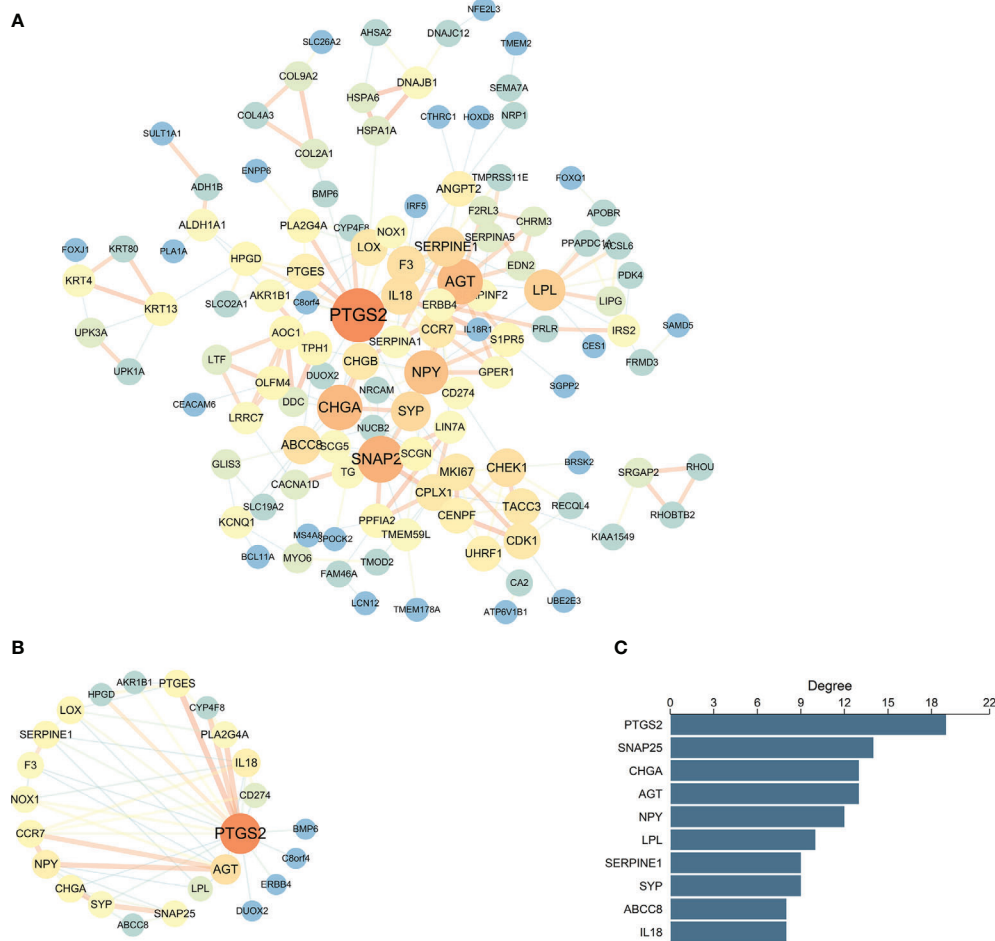 A
NFE2L3
SLC26A2
AHSA2
DNAJC12
TMEM2
COL9A2
DNAJB1
HSPA6
SEMA7A
COL4A3
CTHRC1
HOXD8
NRP1
HSPA1A
SULT1A1
COL2A1
ENPP6
TMPRSS11E
FOXQ1
ADH1B
BMP6
ANGPT2
IRF5
F2RL3
APOBR
ALDH1A1
PLA2G4A
CYP4F8
NOX1
CHRM3
FOXJ1
KRT80
PLA1A
LOX
SERPINE1
SERPINA5
PPAPDC1A
ACSL6
HPGD
PTGES
F3
EDN2
KRT4
AKR1B1
AGT
LPL
PDK4
SLCO2A1
C8orf4
IL18
ERBB4
PINF2
LIPG
KRT13
PTGS2
UPK3A
AOC1
CCR7
IL18R1
PRLR
IRS2
SAMD5
TPH1
SERPINA1
S1PR5
CES1
LTF
CHGB
FRMD3
UPK1A
DUOX2
NPY
GPER1
OLFM4
NRCAM
CD274
SGPP2
CEACAM6
DDC
CHGA
SYP
LRRC7
NUCB2
LIN7A
ABCC8
SCG5
SCGN
GLIS3
TG
SNAP2
MKI67
CHEK1
BRSK2
SRGAP2
RHOU
CACNA1D
CPLX1
SLC19A2
TACC3
RECQL4
RHOBTB2
KCNQ1
PPFIA2
CENPF
MS4A8
SPOCK2
TMEM59L
CDK1
KIAA1549
BCL11A
MYO6
TMOD2
UHRF1
FAM46A
CA2
LCN12
TMEM178A
ATP6V1B1
UBE2E3
B
AKR1B1
PTGES
HPGD
CYP4F8
LOX
PLA2G4A
SERPINE1
IL18
F3
CD274
NOX1
BMP6
CCR7
PTGS2
C8orf4
NPY
AGT
ERBB4
CHGA
LPL
SYP
SNAP25
DUOX2
ABCC8
C
Degree
0 3 6 9 12 15 18 22
PTGS2
SNAP25
CHGA
AGT
NPY
LPL
SERPINE1
SYP
ABCC8
IL18